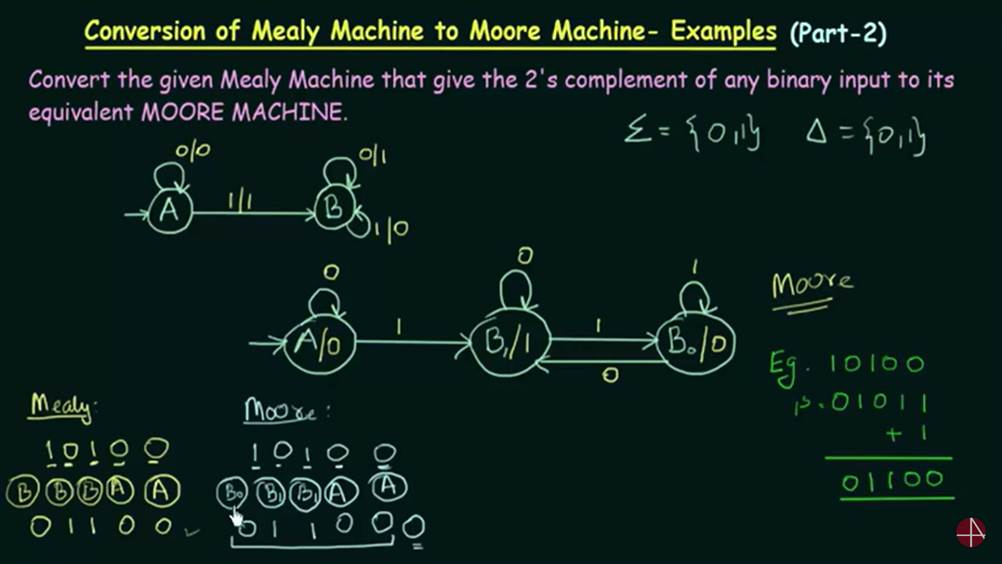 Conversion of Mealy Machine to Moore Machine- Examples (Part-2)
Convert the given Mealy Machine that give the 2's complement of any binary input to its
equivalent MOORE MACHINE.
Σ = {0,1} Δ = {0,1}
0/0 0/1
A 1/1 B
1/0
0 0 1
A/0 1 B₁/1 1 B₀/0
0
Moore
Eg. 10100
1's. 01011
+ 1
01100
Mealy: Moore:
1 0 1 0 0 1 0 1 0 0
B B B A A B₀ B₁ B₁ A A
0 1 1 0 0 0 1 1 0 0 0